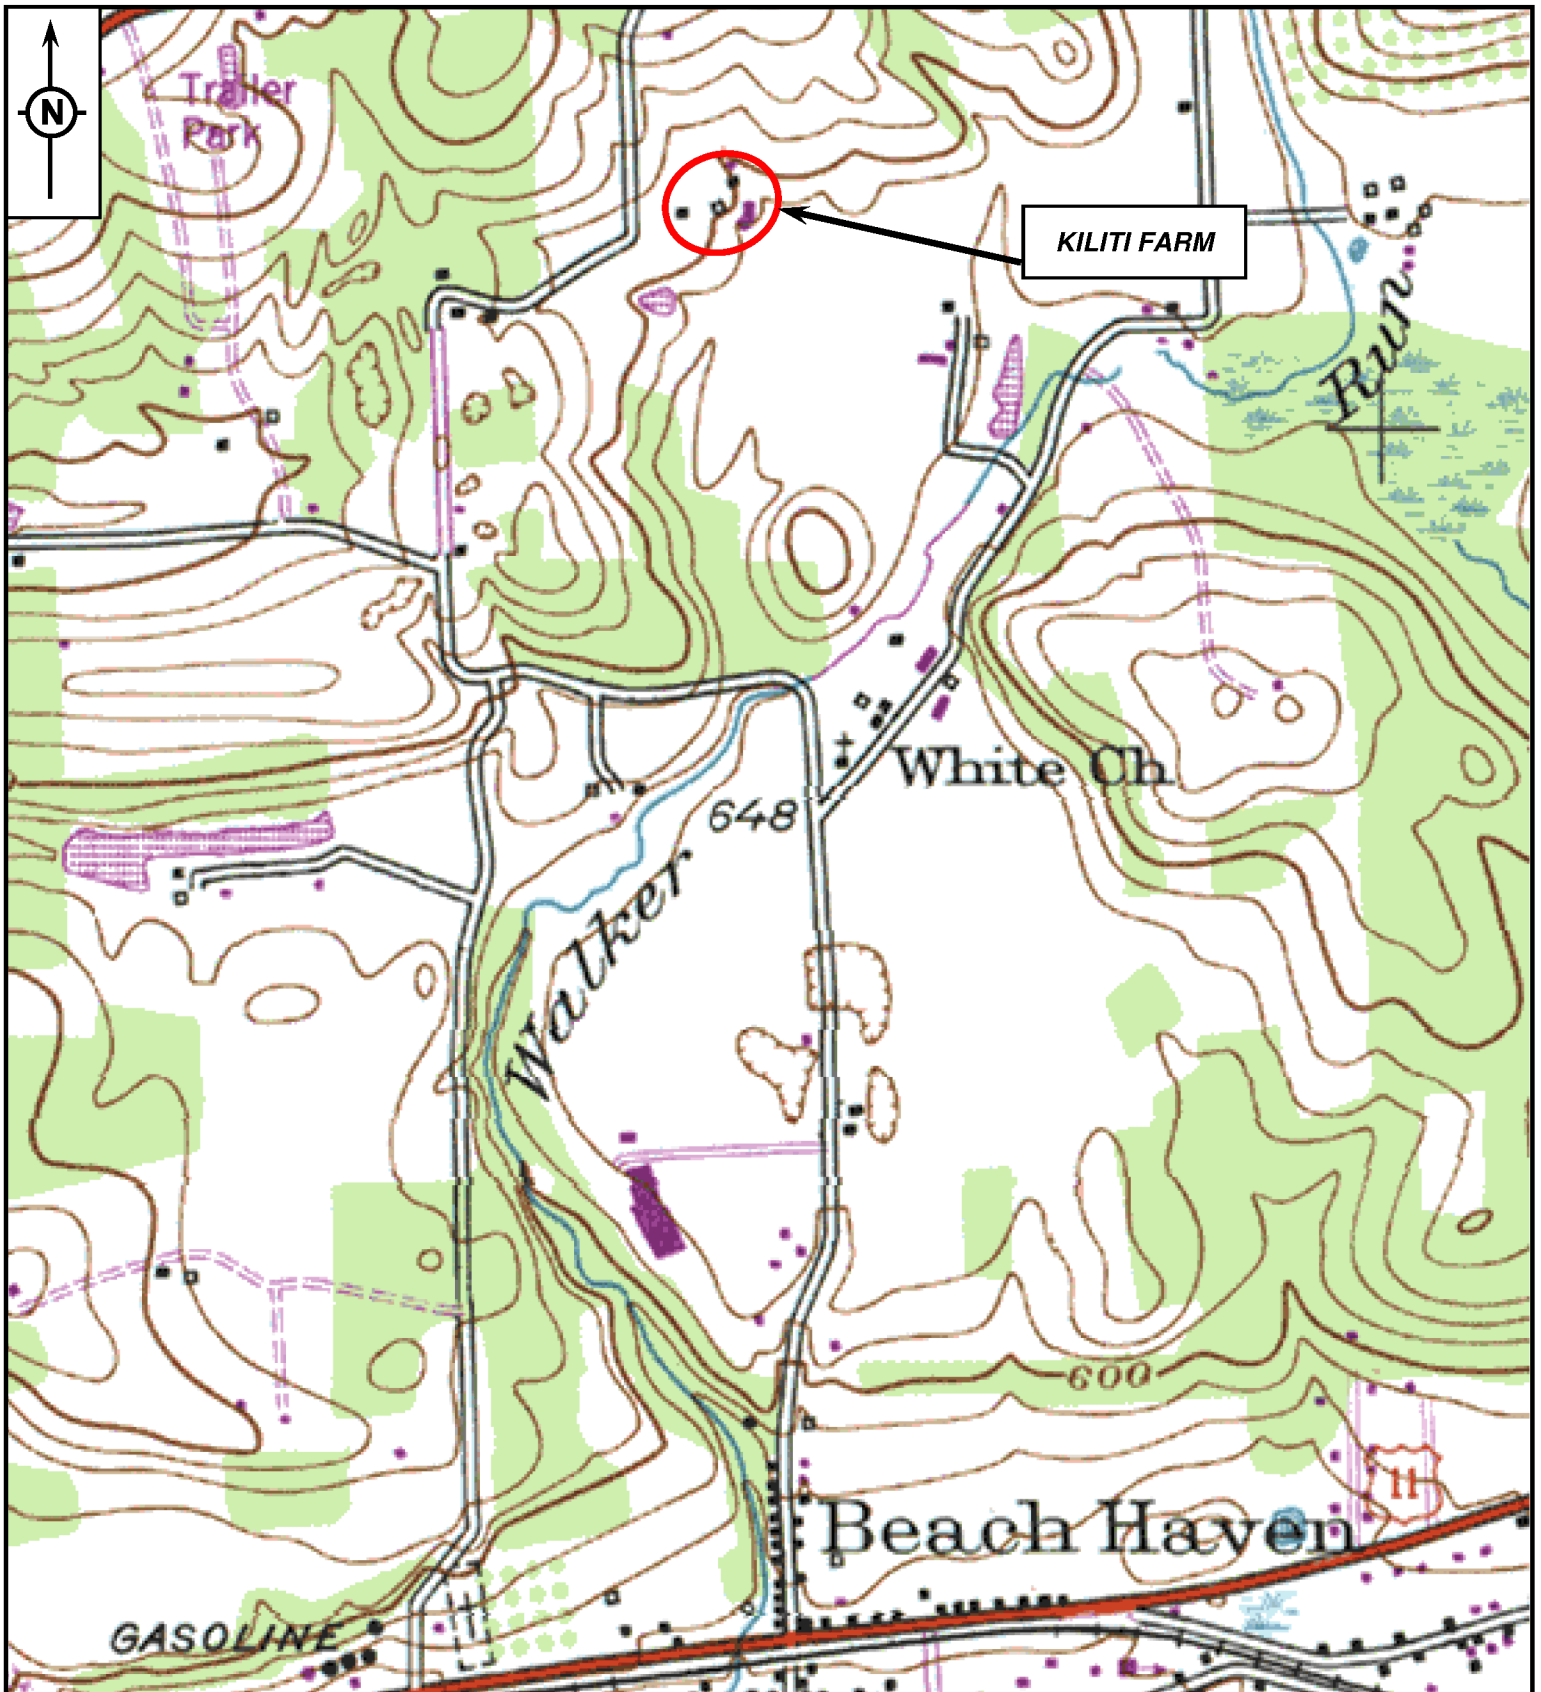 N
Trailer
Park
KILITI FARM
Run
White Ch
648
Walker
600
11
Beach Haven
GASOLINE